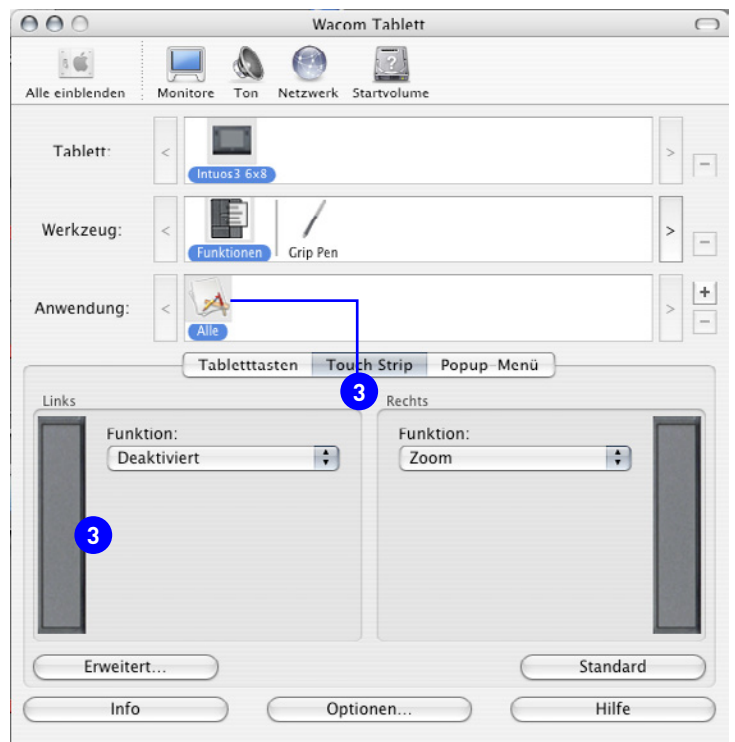 Wacom Tablett
Alle einblenden Monitore Ton Netzwerk Startvolume
Tablett:
<
>
−
Intuos3 6x8
Werkzeug:
<
>
−
Funktionen Grip Pen
Anwendung:
<
>
+
−
Alle
Tabletttasten Touch Strip Popup-Menü
3
Links Rechts
Funktion: Funktion:
Deaktiviert Zoom
3
Erweitert... Standard
Info Optionen... Hilfe